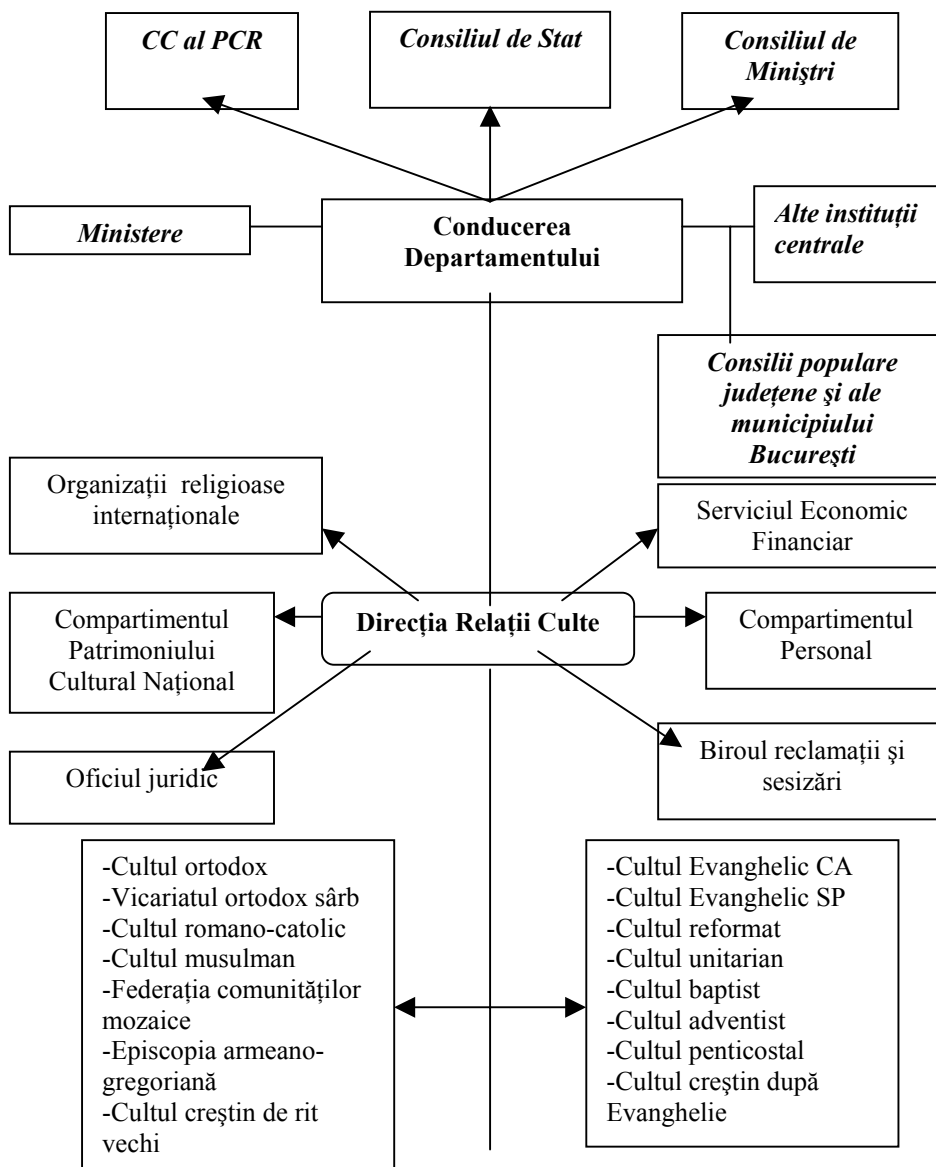 CC al PCR
Consiliul de Stat
Consiliul de
Miniştri
Ministere
Conducerea
Departamentului
Alte instituții
centrale
Consilii populare
județene şi ale
municipiului
Bucureşti
Organizații religioase
internaționale
Serviciul Economic
Financiar
Compartimentul
Patrimoniului
Cultural Național
Direcția Relații Culte
Compartimentul
Personal
Oficiul juridic
Biroul reclamații şi
sesizări
-Cultul ortodox
-Vicariatul ortodox sârb
-Cultul romano-catolic
-Cultul musulman
-Federația comunităților
mozaice
-Episcopia armeano-
gregoriană
-Cultul creştin de rit
vechi
-Cultul Evanghelic CA
-Cultul Evanghelic SP
-Cultul reformat
-Cultul unitarian
-Cultul baptist
-Cultul adventist
-Cultul penticostal
-Cultul creştin după
Evanghelie